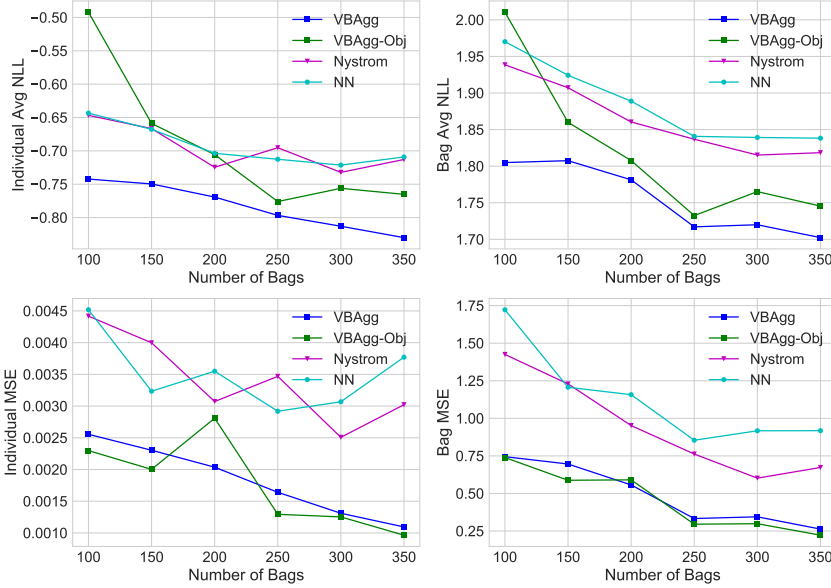 Individual Avg NLL
−0.50
−0.55
−0.60
−0.65
−0.70
−0.75
−0.80
VBAgg
VBAgg-Obj
Nystrom
NN
100 150 200 250 300 350
Number of Bags
Bag Avg NLL
2.00
1.95
1.90
1.85
1.80
1.75
1.70
VBAgg
VBAgg-Obj
Nystrom
NN
100 150 200 250 300 350
Number of Bags
Individual MSE
0.0045
0.0040
0.0035
0.0030
0.0025
0.0020
0.0015
0.0010
VBAgg
VBAgg-Obj
Nystrom
NN
100 150 200 250 300 350
Number of Bags
Bag MSE
1.75
1.50
1.25
1.00
0.75
0.50
0.25
VBAgg
VBAgg-Obj
Nystrom
NN
100 150 200 250 300 350
Number of Bags